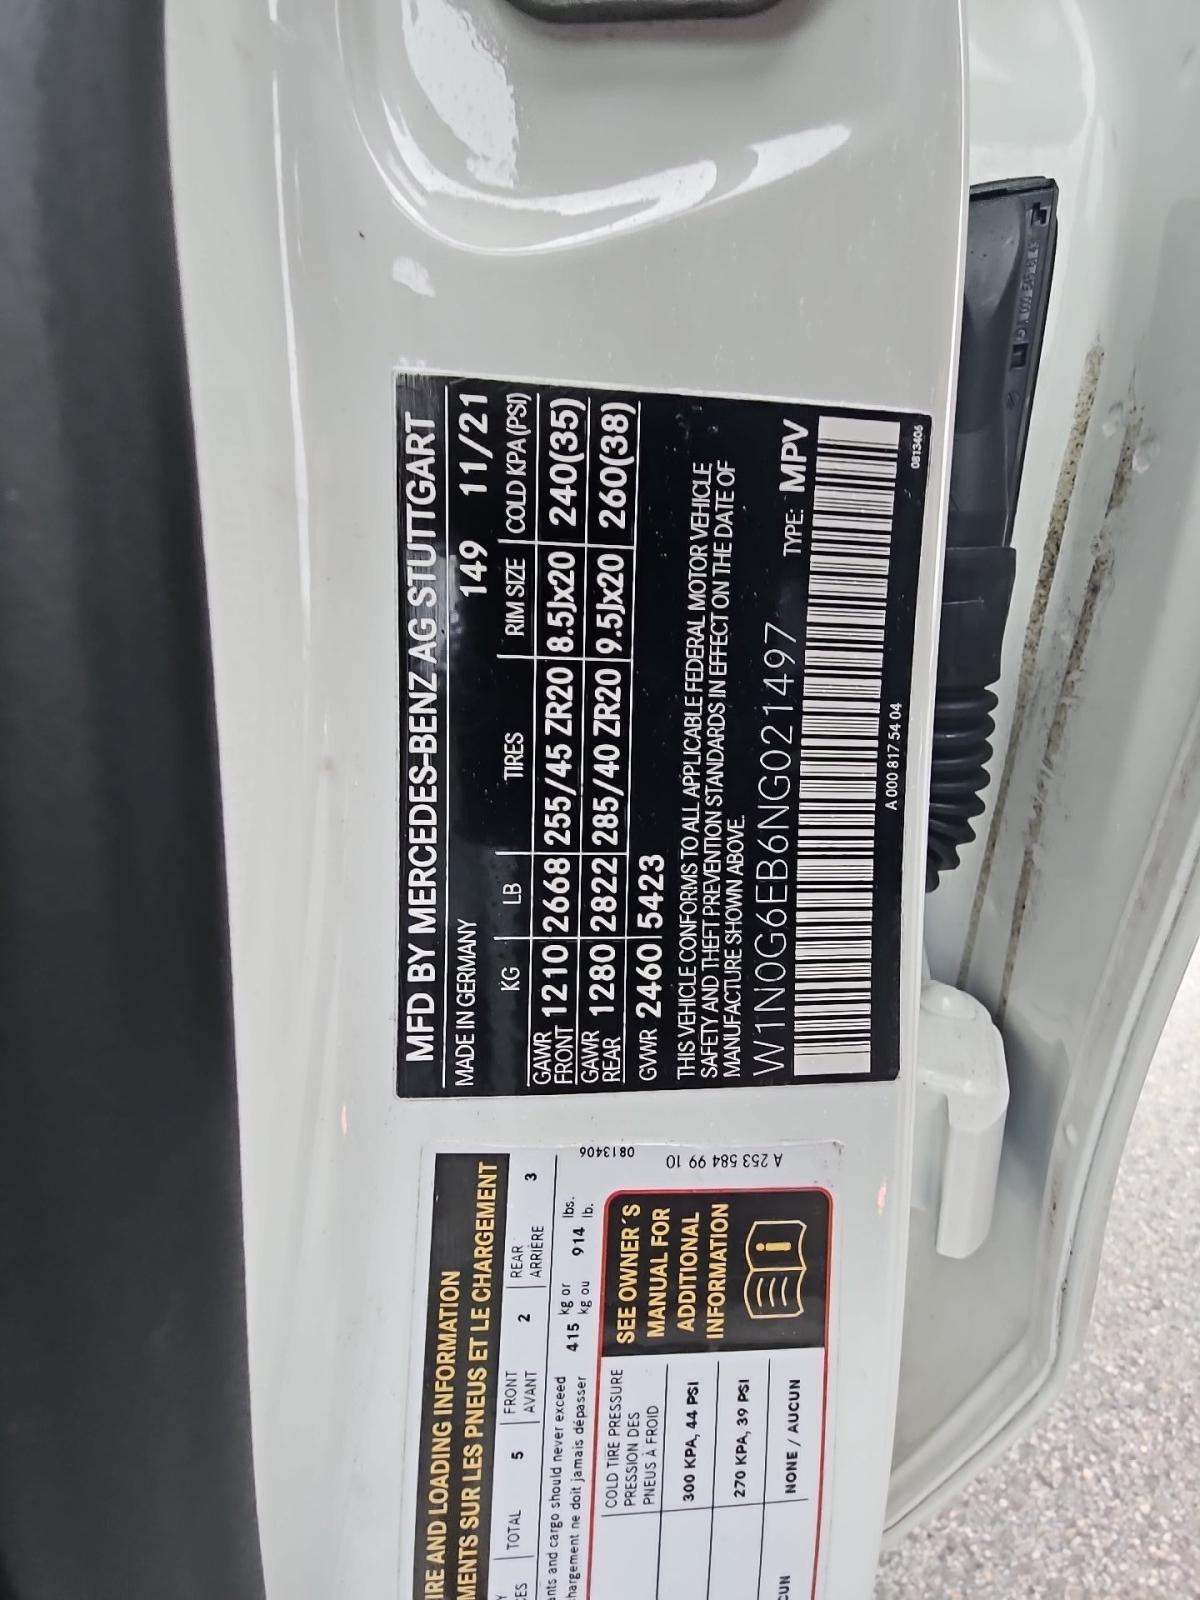 MFD BY MERCEDES-BENZ AG STUTTGART
MADE IN GERMANY 149 11/21
KG LB TIRES RIM SIZE COLD KPA(PSI)
GAWR FRONT 1210 2668 255/45 ZR20 8.5Jx20 240(35)
GAWR REAR 1280 2822 285/40 ZR20 9.5Jx20 260(38)
GVWR 2460 5423
THIS VEHICLE CONFORMS TO ALL APPLICABLE FEDERAL MOTOR VEHICLE
SAFETY AND THEFT PREVENTION STANDARDS IN EFFECT ON THE DATE OF
MANUFACTURE SHOWN ABOVE.
W1N0G6EB6NG021497 TYPE: MPV
A 000 817 54 04
0813406
IRE AND LOADING INFORMATION
MENTS SUR LES PNEUS ET LE CHARGEMENT
TOTAL 5 FRONT AVANT 2 REAR ARRIÈRE 3
ants and cargo should never exceed 415 kg or 914 lbs.
hargement ne doit jamais dépasser kg ou lb.
COLD TIRE PRESSURE
PRESSION DES
PNEUS À FROID
300 KPA, 44 PSI
270 KPA, 39 PSI
NONE / AUCUN
SEE OWNER´S
MANUAL FOR
ADDITIONAL
INFORMATION
0813406
A 253 584 99 10